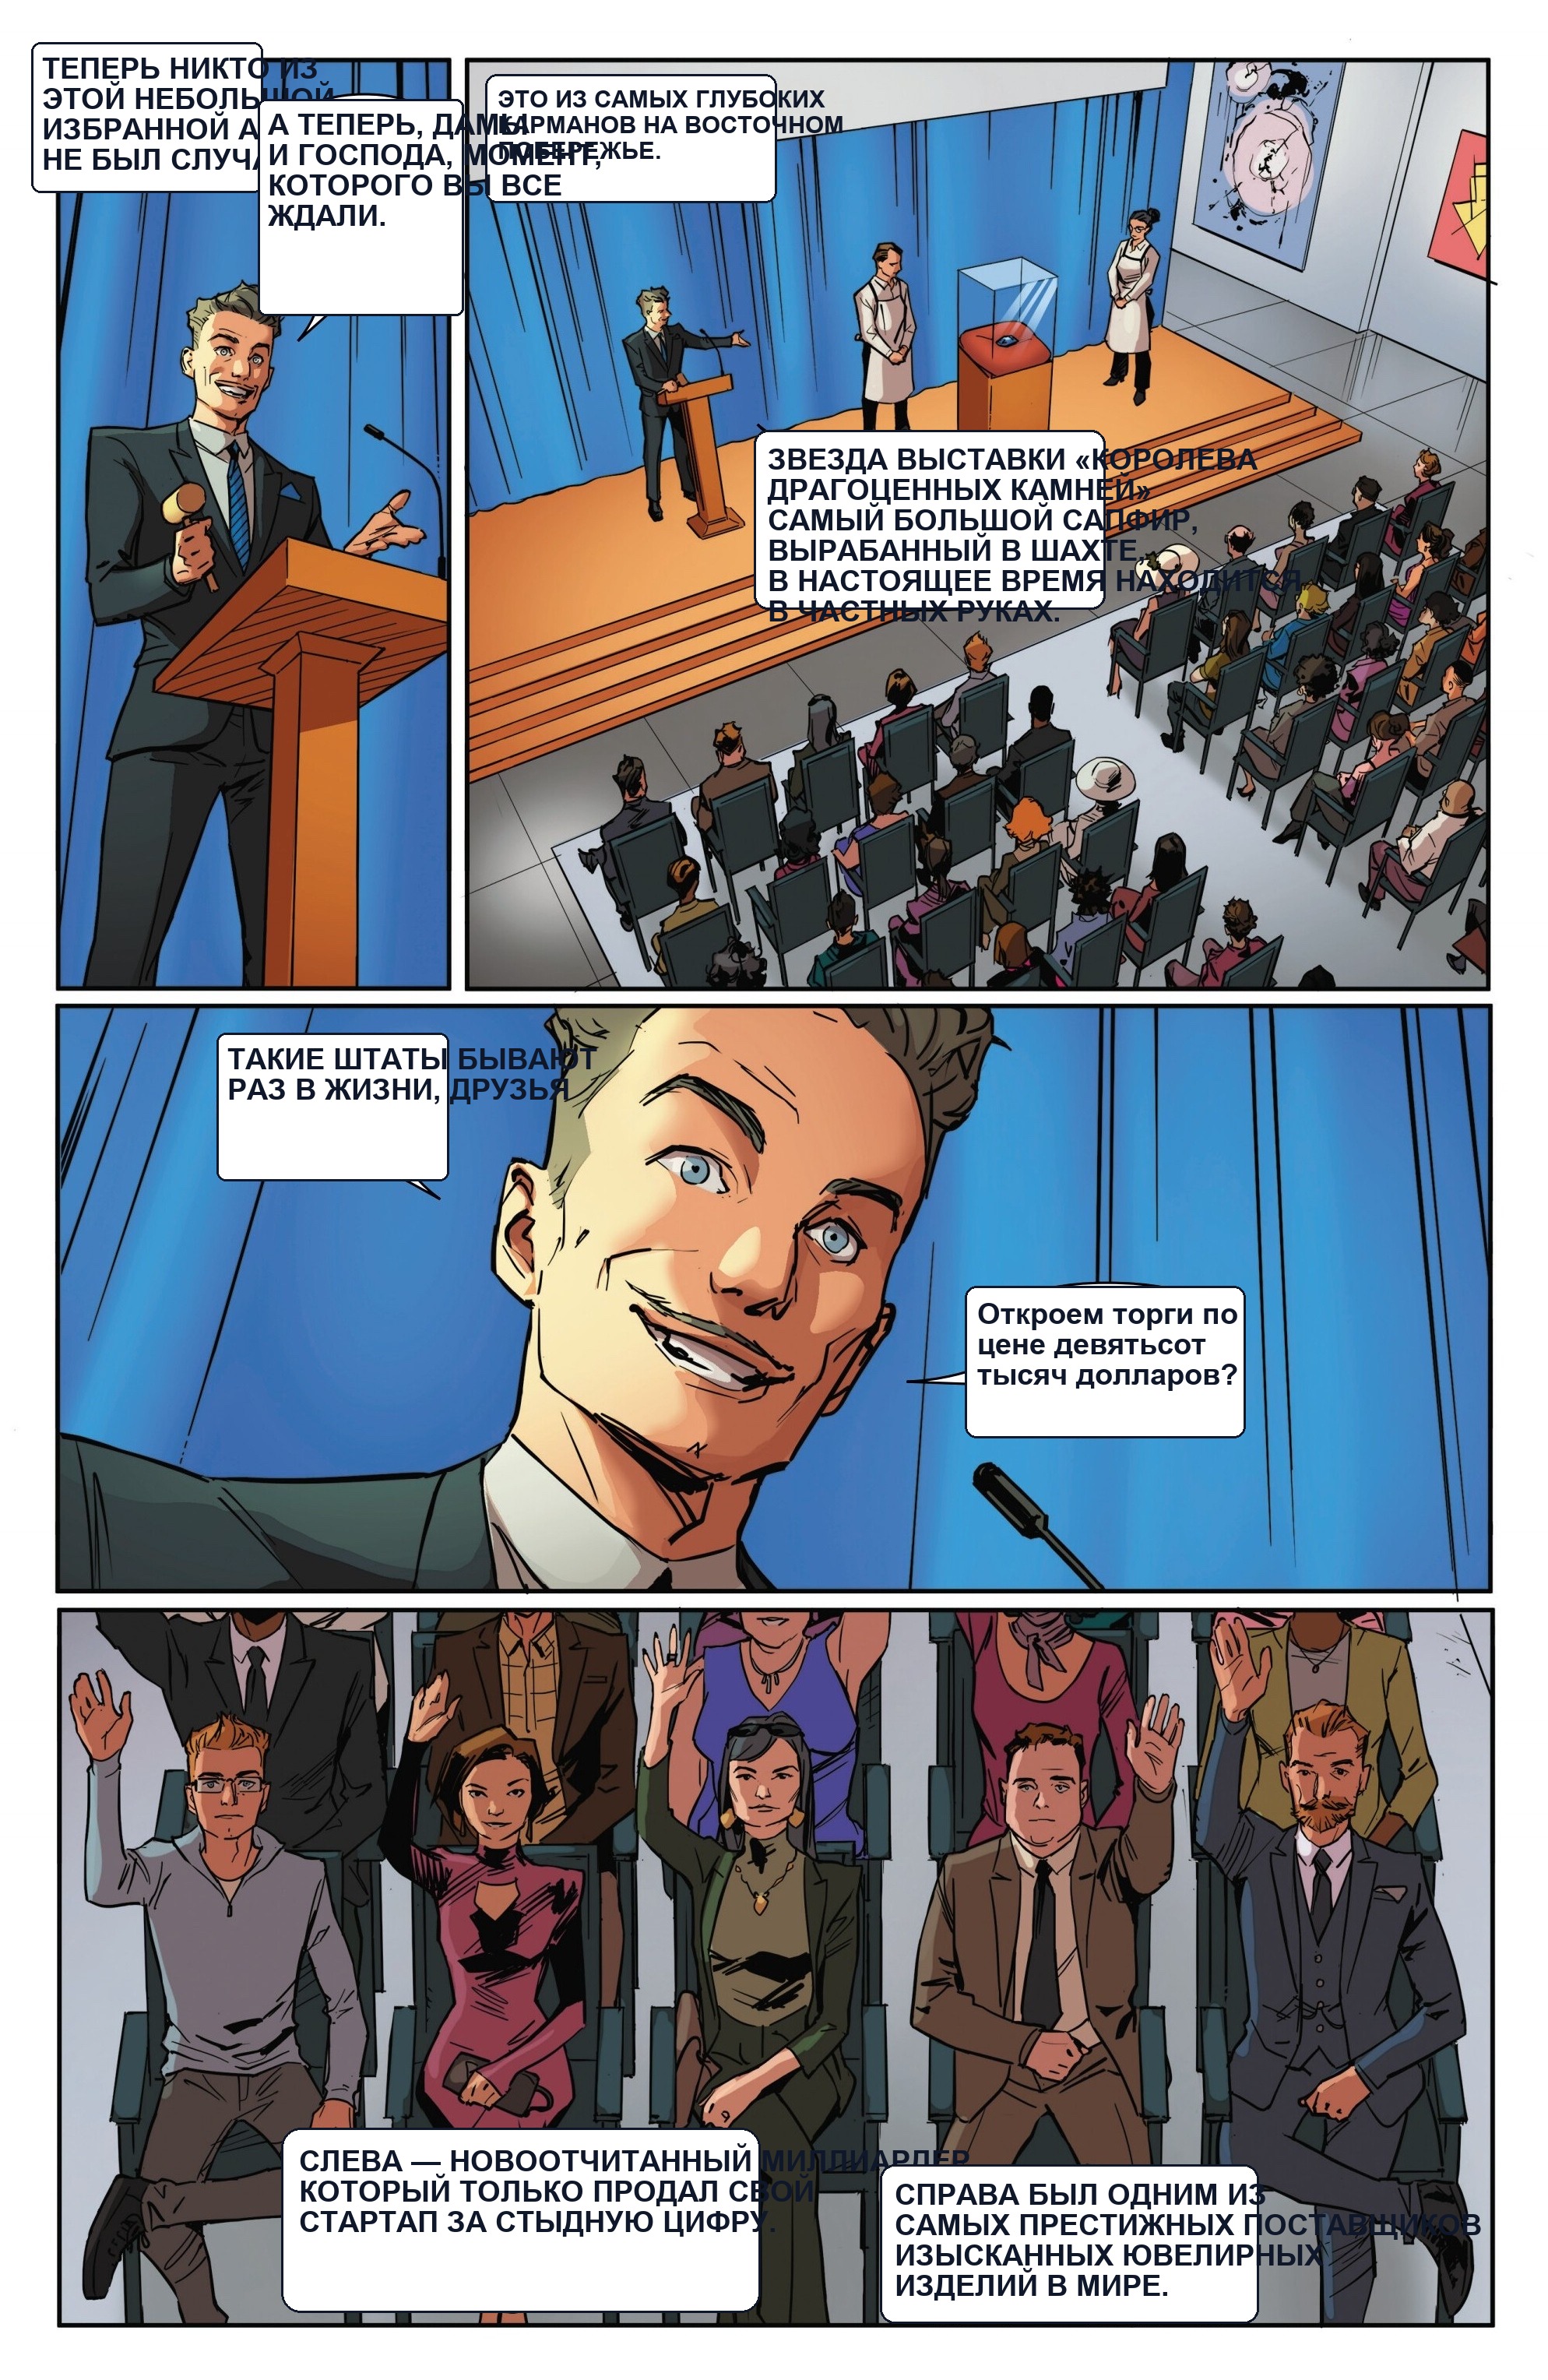 ТЕПЕРЬ НИКТО ИЗ
ЭТОЙ НЕБОЛЬШОЙ
ИЗБРАННОЙ
НЕ БЫЛ
А ТЕПЕРЬ, ДАМЫ
И ГОСПОДА, МОМЕНТ,
КОТОРОГО ВЫ ВСЕ
ЖДАЛИ.
ЭТО ИЗ САМЫХ ГЛУБОКИХ
КАРМАНОВ НА ВОСТОЧНОМ
ПОБЕРЕЖЬЕ.
ЗВЕЗДА ВЫСТАВКИ «КОРОЛЕВА
ДРАГОЦЕННЫХ КАМНЕЙ»
САМЫЙ БОЛЬШОЙ САПФИР,
ВЫРАБАННЫЙ В ШАХТЕ.
В НАСТОЯЩЕЕ ВРЕМЯ НАХОДИТСЯ
В ЧАСТНЫХ РУКАХ.
ТАКИЕ ШТАТЫ БЫВАЮТ
РАЗ В ЖИЗНИ, ДРУЗЬЯ
Откроем торги по
цене девятьсот
тысяч долларов?
СЛЕВА — НОВООТЧИТАННЫЙ МИЛЛИАРДЕР
КОТОРЫЙ ТОЛЬКО ПРОДАЛ СВОЙ
СТАРТАП ЗА СТЫДНУЮ ЦИФРУ.
СПРАВА БЫЛ ОДНИМ ИЗ
САМЫХ ПРЕСТИЖНЫХ ПОСТАВЩИКОВ
ИЗЫСКАННЫХ ЮВЕЛИРНЫХ
ИЗДЕЛИЙ В МИРЕ.